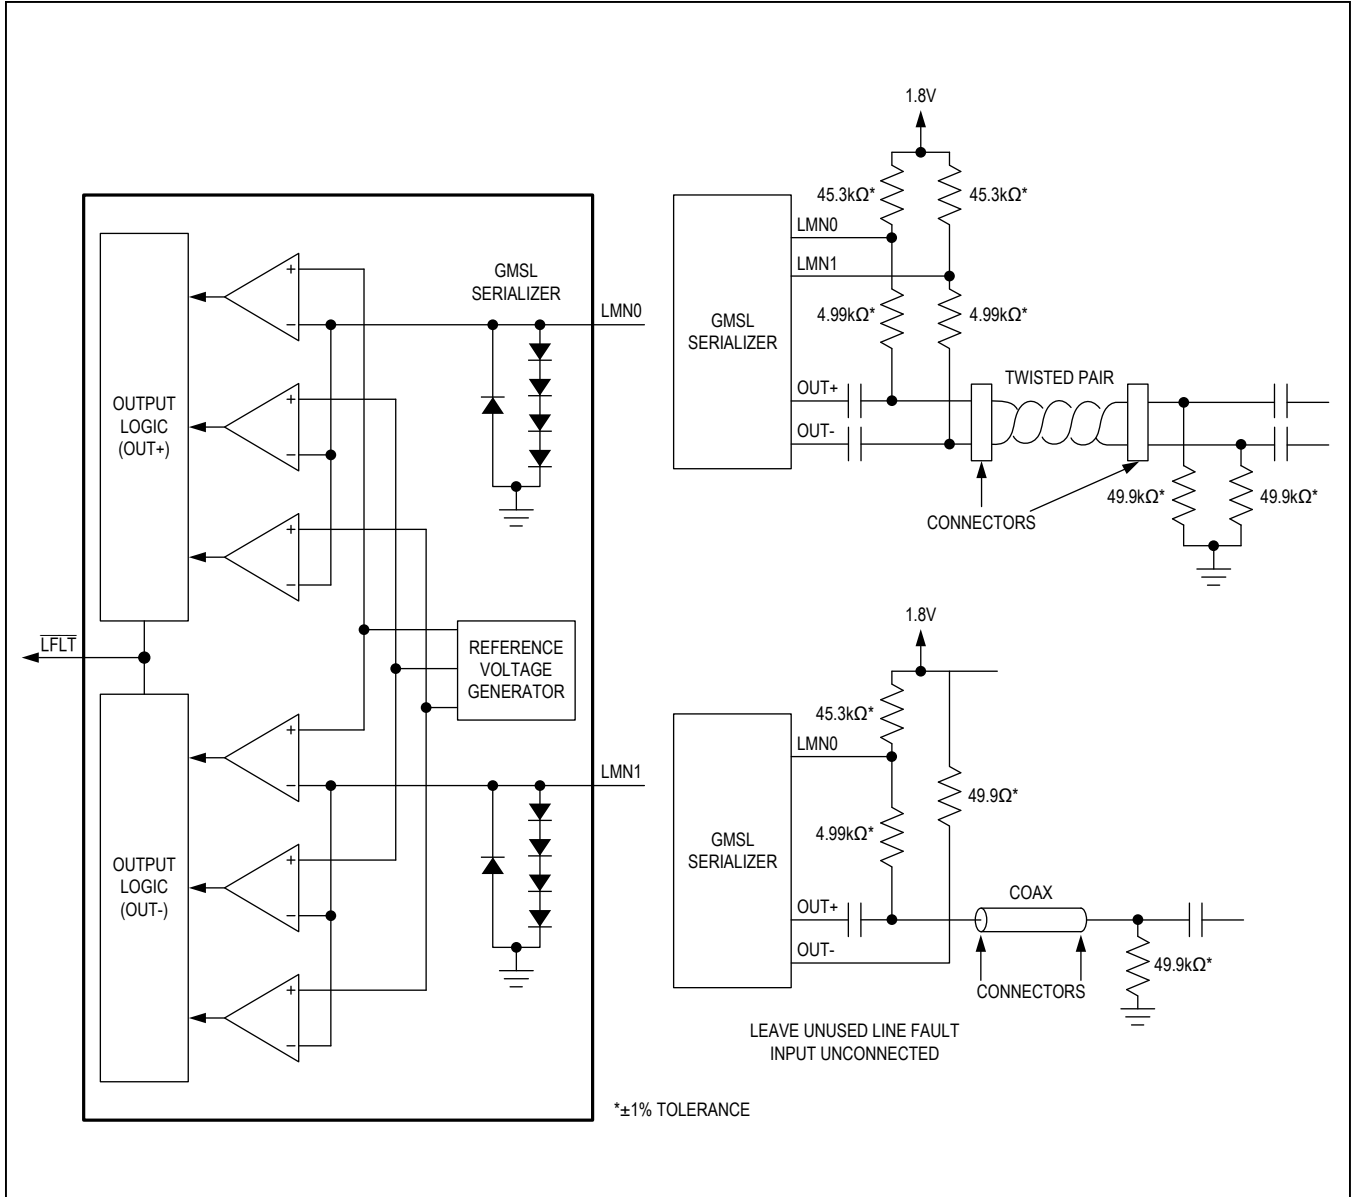 GMSL
SERIALIZER
LMN0
OUTPUT
LOGIC
(OUT+)
+
−
+
−
+
−
LFLT
REFERENCE
VOLTAGE
GENERATOR
LMN1
OUTPUT
LOGIC
(OUT-)
+
−
+
−
+
−
1.8V
45.3kΩ*
45.3kΩ*
LMN0
LMN1
4.99kΩ*
4.99kΩ*
GMSL
SERIALIZER
OUT+
OUT-
TWISTED PAIR
CONNECTORS
49.9kΩ*
49.9kΩ*
1.8V
45.3kΩ*
LMN0
49.9Ω*
4.99kΩ*
GMSL
SERIALIZER
OUT+
OUT-
COAX
CONNECTORS
49.9kΩ*
LEAVE UNUSED LINE FAULT
INPUT UNCONNECTED
*±1% TOLERANCE